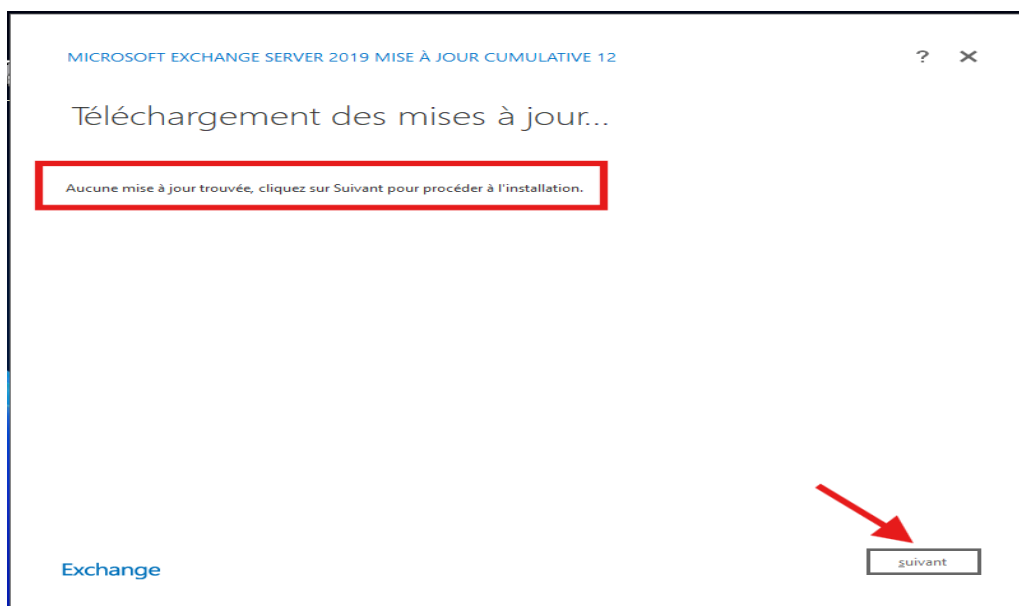 MICROSOFT EXCHANGE SERVER 2019 MISE À JOUR CUMULATIVE 12
?
Téléchargement des mises à jour...
Aucune mise à jour trouvée, cliquez sur Suivant pour procéder à l'installation.
suivant
Exchange